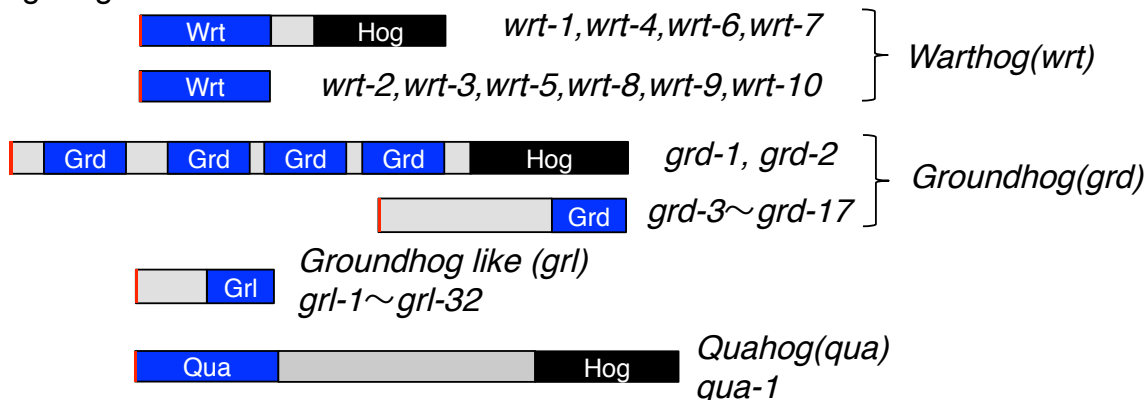 Wrt Hog wrt-1,wrt-4,wrt-6,wrt-7
Warthog(wrt)
Wrt wrt-2,wrt-3,wrt-5,wrt-8,wrt-9,wrt-10
Grd Grd Grd Grd Hog grd-1, grd-2
Groundhog(grd)
Grd grd-3~grd-17
Groundhog like (grl)
Grl grl-1~grl-32
Qua Hog Quahog(qua)
qua-1